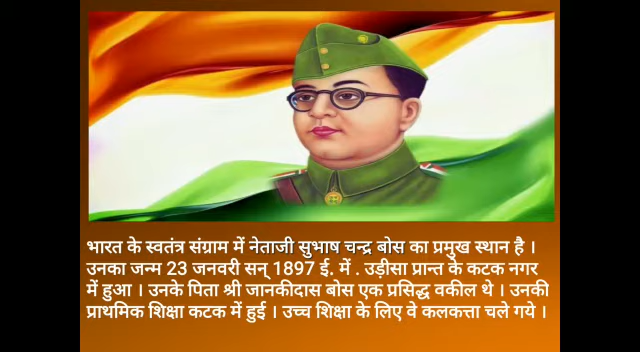 भारत के स्वतंत्र संग्राम में नेताजी सुभाष चन्द्र बोस का प्रमुख स्थान है ।
उनका जन्म 23 जनवरी सन् 1897 ई. में . उड़ीसा प्रान्त के कटक नगर
में हुआ । उनके पिता श्री जानकीदास बोस एक प्रसिद्ध वकील थे । उनकी
प्राथमिक शिक्षा कटक में हुई । उच्च शिक्षा के लिए वे कलकत्ता चले गये ।